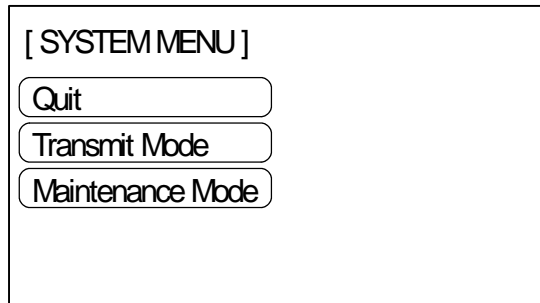 [ SYSTEM MENU ]
Quit
Transmit Mode
Maintenance Mode